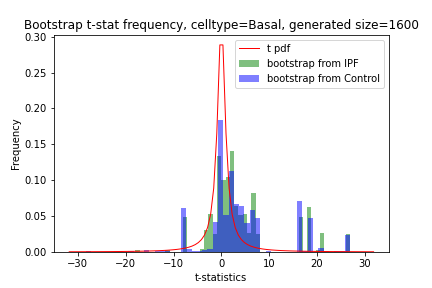 Bootstrap t-stat frequency, celltype=Basal, generated size=1600
t pdf
bootstrap from IPF
bootstrap from Control
Frequency
0.30
0.25
0.20
0.15
0.10
0.05
0.00
−30
−20
−10
0
10
20
30
t-statistics